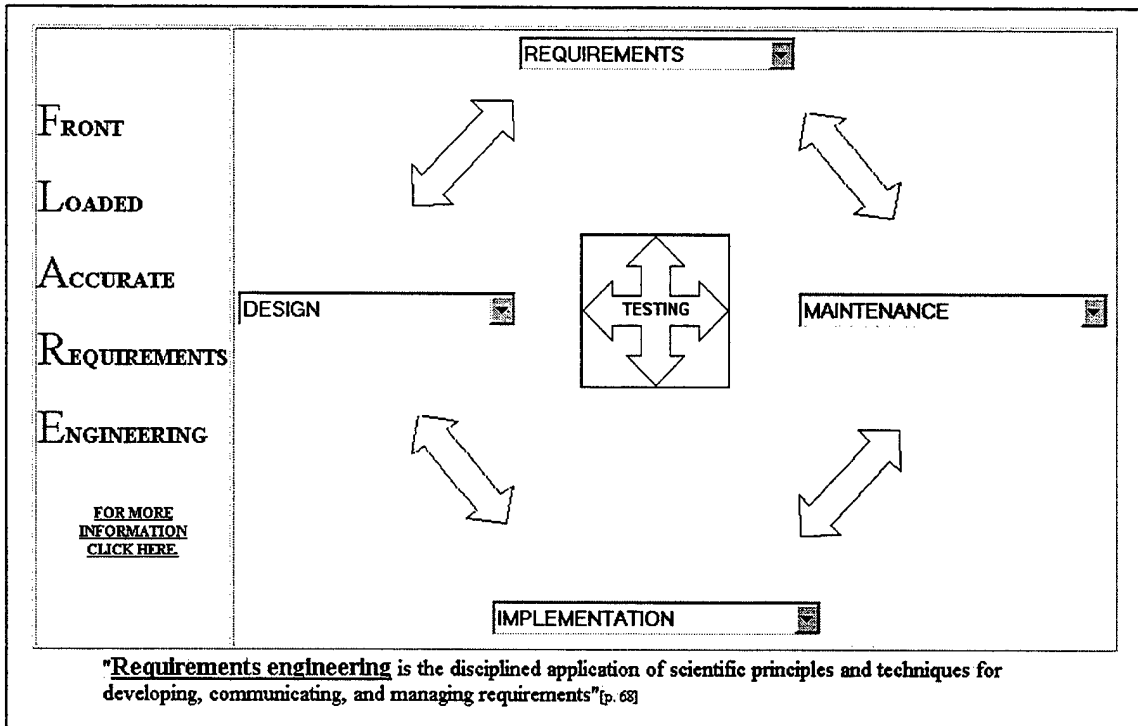 FRONT
LOADED
ACCURATE
REQUIREMENTS
ENGINEERING
FOR MORE
INFORMATION
CLICK HERE.
REQUIREMENTS
DESIGN
TESTING
MAINTENANCE
IMPLEMENTATION
"Requirements engineering is the disciplined application of scientific principles and techniques for
developing, communicating, and managing requirements"[p. 68]